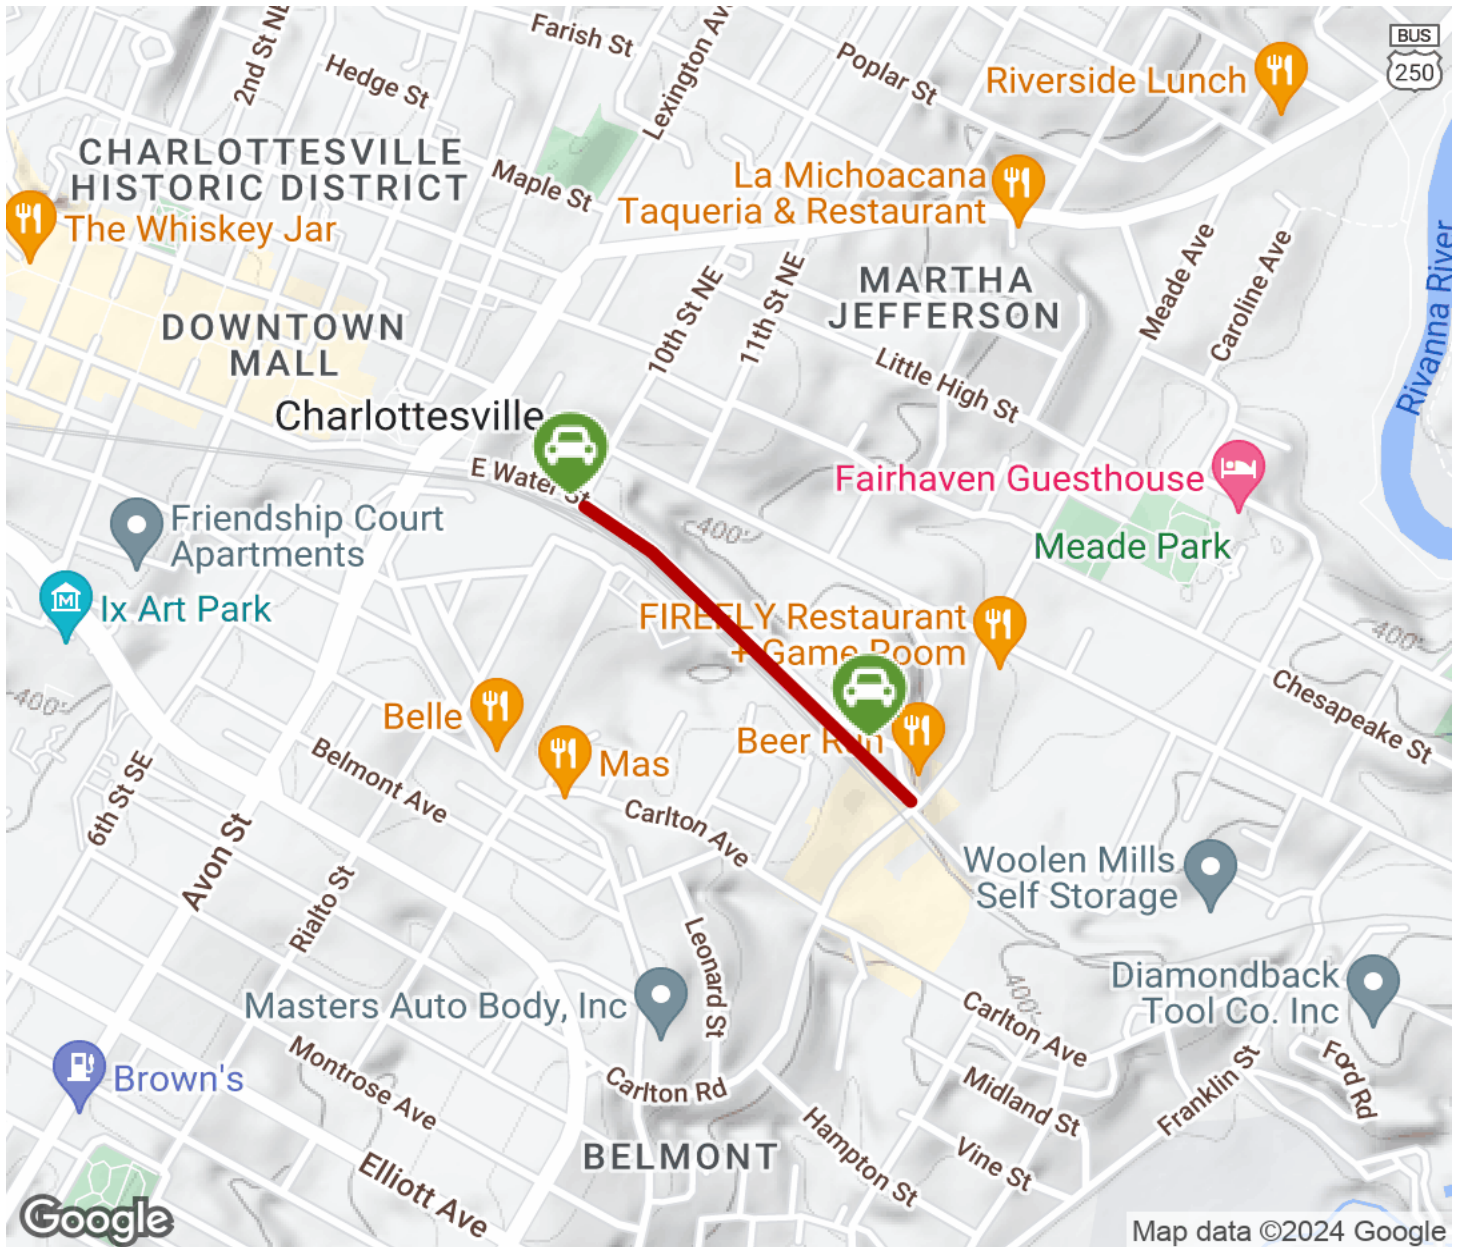 Farish St
Lexington Av
2nd St NE
Hedge St
Poplar St
Riverside Lunch
BUS
250
CHARLOTTESVILLE
HISTORIC DISTRICT
Maple St
La Michoacana
Taqueria & Restaurant
The Whiskey Jar
Meade Ave
Caroline Ave
Rivanna River
MARTHA
JEFFERSON
10th St NE
11th St NE
DOWNTOWN
MALL
Little High St
Charlottesville
E Water St
Fairhaven Guesthouse
Friendship Court
Apartments
400'
Meade Park
Ix Art Park
FIREFLY Restaurant
+ Game Room
400'
400'
Chesapeake St
Belle
Beer Run
Mas
Belmont Ave
6th St SE
Carlton Ave
Avon St
Woolen Mills
Self Storage
Rialto St
Leonard St
Diamondback
Tool Co. Inc
400'
Masters Auto Body, Inc
Carlton Ave
Brown's
Montrose Ave
Carlton Rd
Midland St
Franklin St
Ford Rd
Hampton St
Vine St
BELMONT
Elliott Ave
Google
Map data ©2024 Google